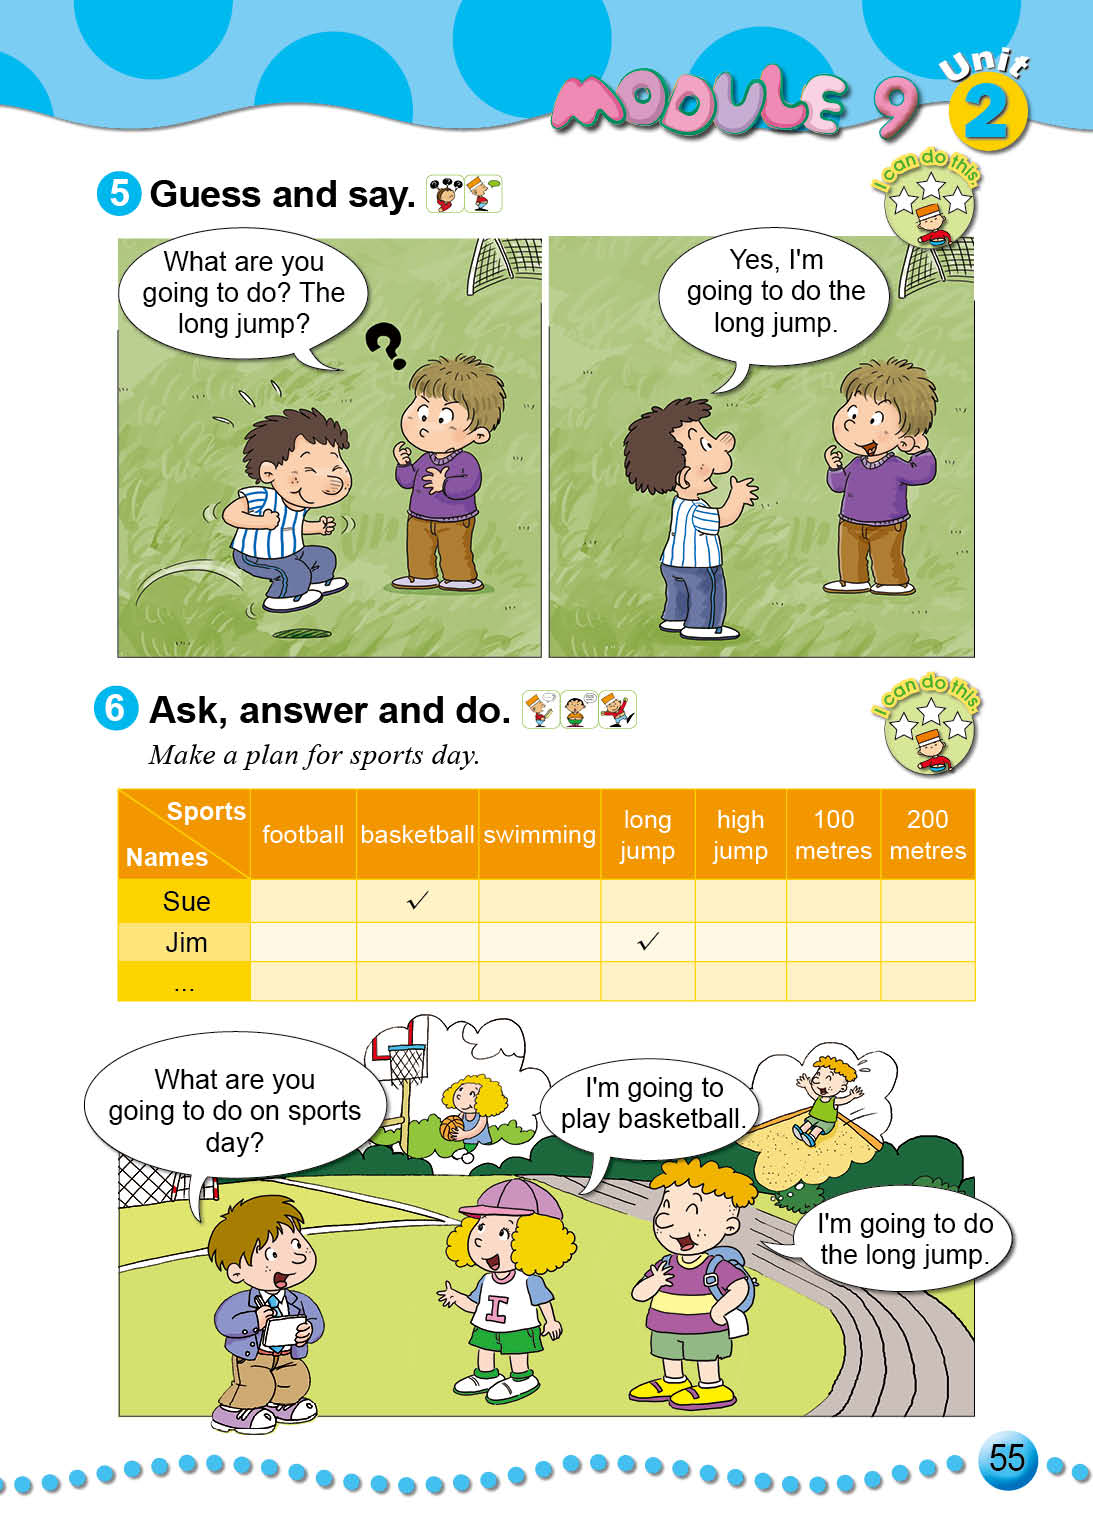 MODULE 9
Unit
2
5 Guess and say.
I can do this.
What are you
going to do? The
long jump?
?
Yes, I'm
going to do the
long jump.
6 Ask, answer and do.
I can do this.
Make a plan for sports day.
Sports
Names
football
basketball
swimming
long
jump
high
jump
100
metres
200
metres
Sue ✓
Jim ✓
...
What are you
going to do on sports
day?
I'm going to
play basketball.
I'm going to do
the long jump.
I
55